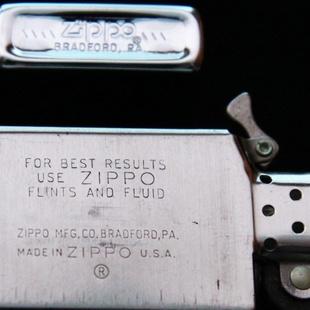 Zippo ®
BRADFORD, PA
FOR BEST RESULTS
USE ZIPPO
FLINTS AND FLUID
ZIPPO MFG.CO.BRADFORD,PA.
MADE IN ZIPPO U.S.A.
®